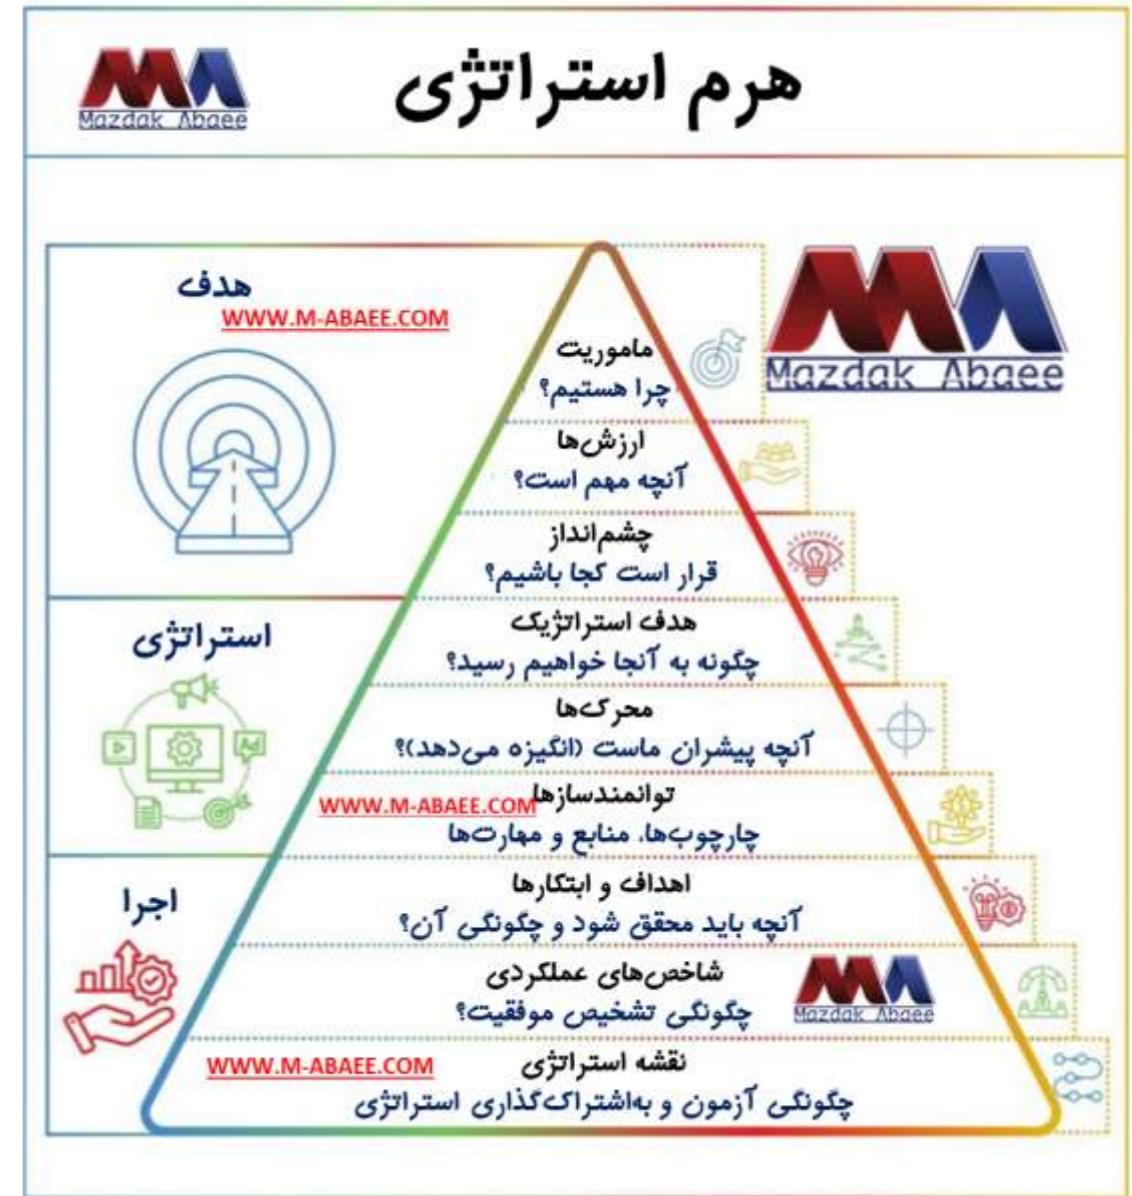 هرم استراتژی
Mazdak Abaee
هدف
WWW.M-ABAEE.COM
Mazdak Abaee
ماموریت
چرا هستیم؟
ارزش‌ها
آنچه مهم است؟
چشم‌انداز
قرار است کجا باشیم؟
استراتژی
هدف استراتژیک
چگونه به آنجا خواهیم رسید؟
محرک‌ها
آنچه پیشران ماست (انگیزه می‌دهد)؟
Ad
توانمندسازها
WWW.M-ABAEE.COM
چارچوب‌ها، منابع و مهارت‌ها
اجرا
اهداف و ابتکارها
آنچه باید محقق شود و چگونگی آن؟
شاخص‌های عملکردی
چگونگی تشخیص موفقیت؟
Mazdak Abaee
نقشه استراتژی
WWW.M-ABAEE.COM
چگونگی آزمون و به‌اشتراک‌گذاری استراتژی